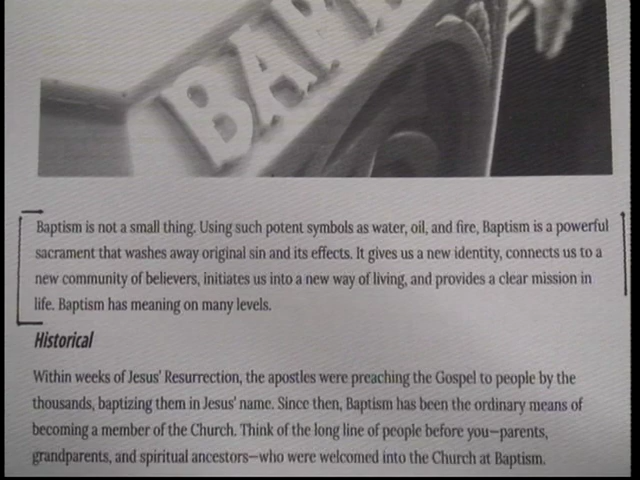 BAPT
Baptism is not a small thing. Using such potent symbols as water, oil, and fire, Baptism is a powerful
sacrament that washes away original sin and its effects. It gives us a new identity, connects us to a
new community of believers, initiates us into a new way of living, and provides a clear mission in
life. Baptism has meaning on many levels.
Historical
Within weeks of Jesus' Resurrection, the apostles were preaching the Gospel to people by the
thousands, baptizing them in Jesus' name. Since then, Baptism has been the ordinary means of
becoming a member of the Church. Think of the long line of people before you—parents,
grandparents, and spiritual ancestors—who were welcomed into the Church at Baptism.